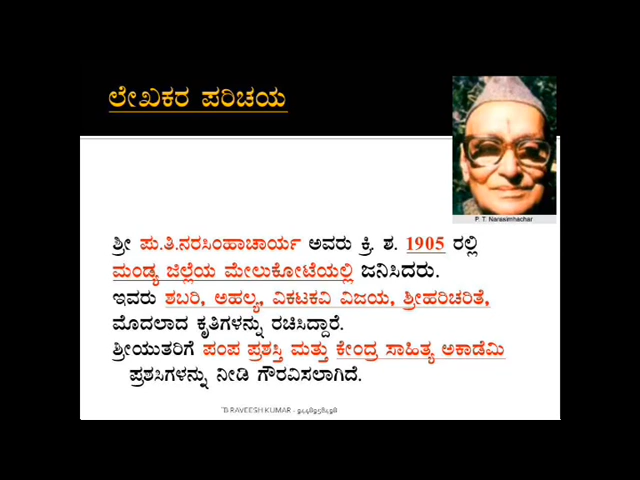 ಲೇಖಕರ ಪರಿಚಯ
P. T. Narasimhachar
ಶ್ರೀ ಪು.ತಿ.ನರಸಿಂಹಾಚಾರ್ಯ ಅವರು ಕ್ರಿ. ಶ. 1905 ರಲ್ಲಿ
ಮಂಡ್ಯ ಜಿಲ್ಲೆಯ ಮೇಲುಕೋಟೆಯಲ್ಲಿ ಜನಿಸಿದರು.
ಇವರು ಶಬರಿ, ಅಹಲ್ಯ, ವಿಕಟಕವಿ ವಿಜಯ, ಶ್ರೀಹರಿಚರಿತೆ,
ಮೊದಲಾದ ಕೃತಿಗಳನ್ನು ರಚಿಸಿದ್ದಾರೆ.
ಶ್ರೀಯುತರಿಗೆ ಪಂಪ ಪ್ರಶಸ್ತಿ ಮತ್ತು ಕೇಂದ್ರ ಸಾಹಿತ್ಯ ಅಕಾಡೆಮಿ
ಪ್ರಶಸಿಗಳನ್ನು ನೀಡಿ ಗೌರವಿಸಲಾಗಿದೆ.
B RAVEESH KUMAR - ೯೪೪೮೯೫೮೪೯೮